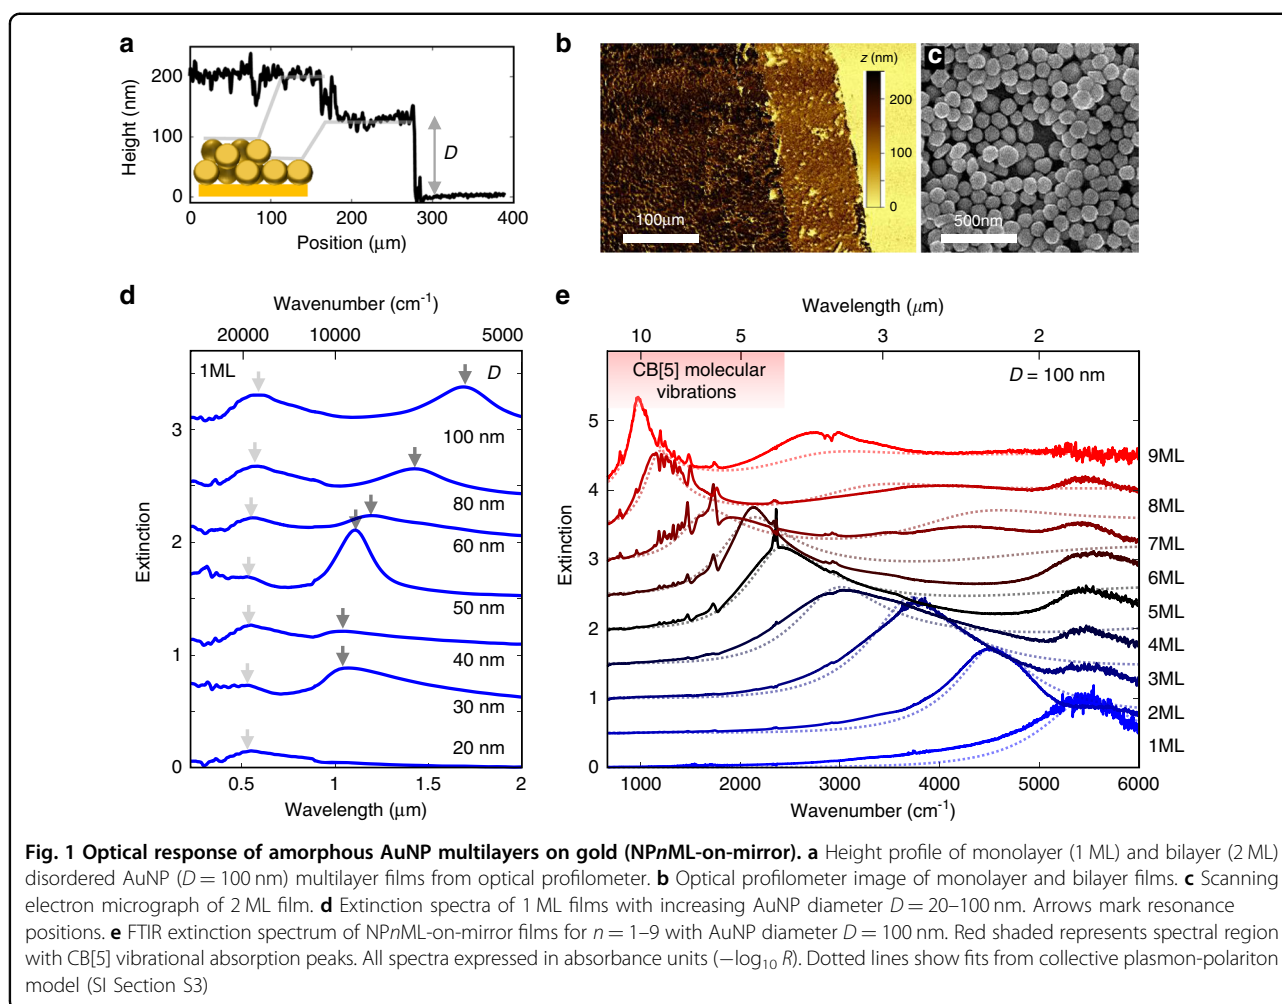 a
Height (nm)
200
100
0
D
0
100
200
300
400
Position (μm)
b
z (nm)
200
100
0
100μm
c
500nm
d
Wavenumber (cm-1)
20000
10000
5000
1ML
D
100 nm
80 nm
60 nm
50 nm
40 nm
30 nm
20 nm
Extinction
3
2
1
0
0.5
1
1.5
2
Wavelength (μm)
e
Wavelength (μm)
10
5
3
2
CB[5] molecular
vibrations
D = 100 nm
Extinction
5
4
3
2
1
0
9ML
8ML
7ML
6ML
5ML
4ML
3ML
2ML
1ML
1000
2000
3000
4000
5000
6000
Wavenumber (cm-1)
Fig. 1 Optical response of amorphous AuNP multilayers on gold (NPnML-on-mirror). a Height profile of monolayer (1 ML) and bilayer (2 ML)
disordered AuNP (D = 100 nm) multilayer films from optical profilometer. b Optical profilometer image of monolayer and bilayer films. c Scanning
electron micrograph of 2 ML film. d Extinction spectra of 1 ML films with increasing AuNP diameter D = 20–100 nm. Arrows mark resonance
positions. e FTIR extinction spectrum of NPnML-on-mirror films for n = 1–9 with AuNP diameter D = 100 nm. Red shaded represents spectral region
with CB[5] vibrational absorption peaks. All spectra expressed in absorbance units (−log10 R). Dotted lines show fits from collective plasmon-polariton
model (SI Section S3)